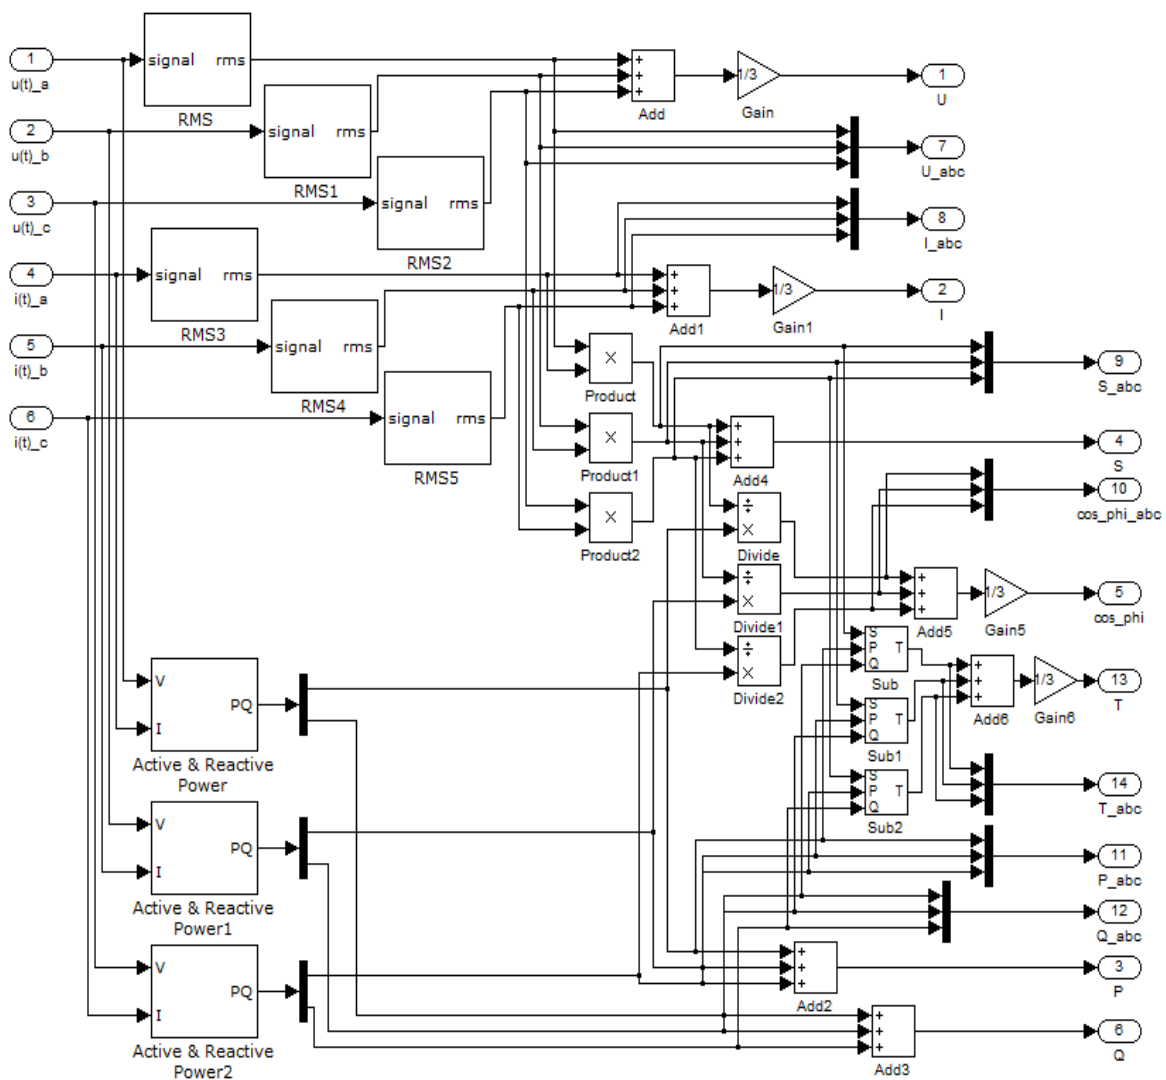 1
u(t)_a
signal rms
RMS
+
+
+
Add
1/3
Gain
1
U
2
u(t)_b
signal rms
RMS1
7
U_abc
3
u(t)_c
signal rms
RMS2
8
I_abc
4
i(t)_a
signal rms
RMS3
+
+
+
Add1
1/3
Gain1
2
I
5
i(t)_b
signal rms
RMS4
×
Product
9
S_abc
6
i(t)_c
signal rms
RMS5
×
Product1
+
+
+
Add4
4
S
×
Product2
÷
×
Divide
10
cos_phi_abc
÷
×
Divide1
+
+
+
Add5
1/3
Gain5
5
cos_phi
÷
×
Divide2
S
P T
Q
Sub
+
+
+
Add6
1/3
Gain6
13
T
V
PQ
I
Active & Reactive
Power
S
P T
Q
Sub1
S
P T
Q
Sub2
14
T_abc
V
PQ
I
Active & Reactive
Power1
11
P_abc
12
Q_abc
V
PQ
I
Active & Reactive
Power2
+
+
+
Add2
3
P
+
+
+
Add3
6
Q